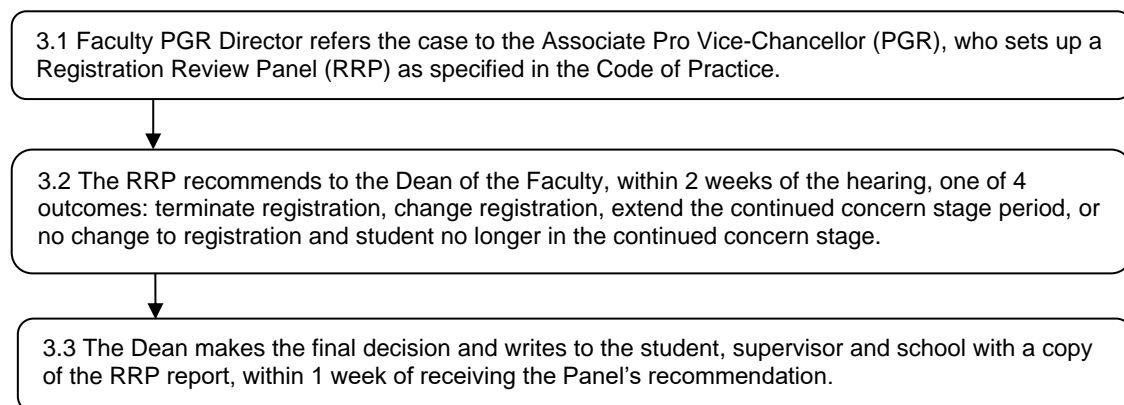 3.1 Faculty PGR Director refers the case to the Associate Pro Vice-Chancellor (PGR), who sets up a
Registration Review Panel (RRP) as specified in the Code of Practice.
3.2 The RRP recommends to the Dean of the Faculty, within 2 weeks of the hearing, one of 4
outcomes: terminate registration, change registration, extend the continued concern stage period, or
no change to registration and student no longer in the continued concern stage.
3.3 The Dean makes the final decision and writes to the student, supervisor and school with a copy
of the RRP report, within 1 week of receiving the Panel’s recommendation.